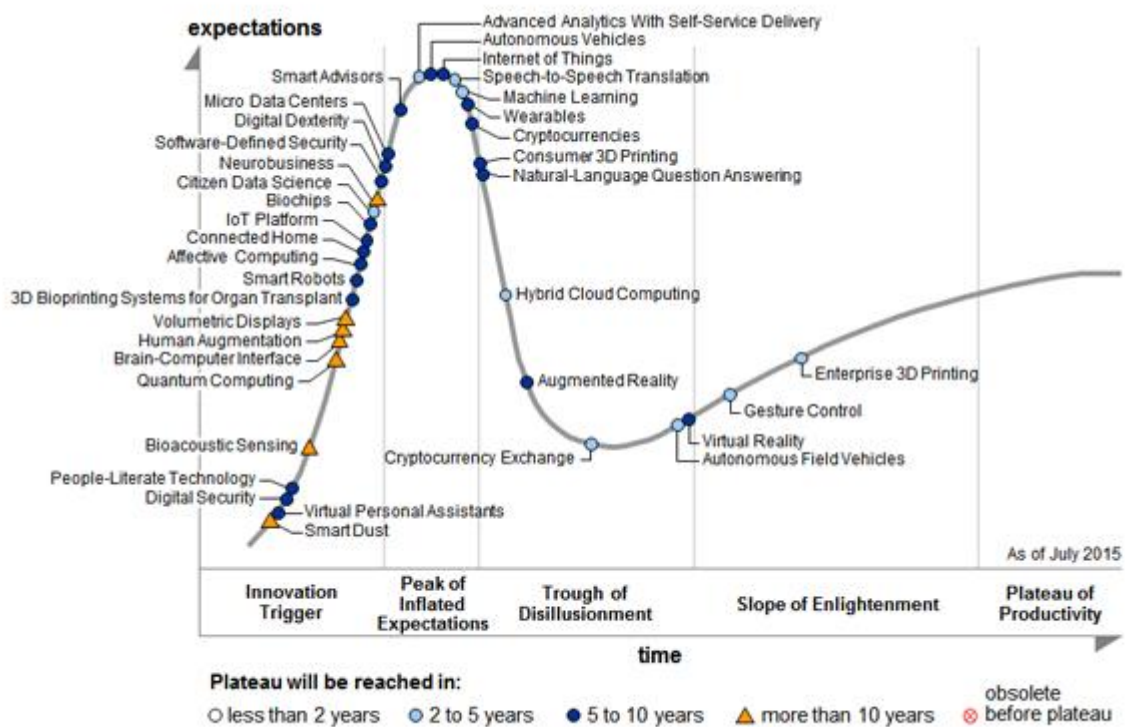 expectations
Advanced Analytics With Self-Service Delivery
Autonomous Vehicles
Internet of Things
Speech-to-Speech Translation
Machine Learning
Wearables
Cryptocurrencies
Consumer 3D Printing
Natural-Language Question Answering
Smart Advisors
Micro Data Centers
Digital Dexterity
Software-Defined Security
Neurobusiness
Citizen Data Science
Biochips
IoT Platform
Connected Home
Affective Computing
Smart Robots
3D Bioprinting Systems for Organ Transplant
Volumetric Displays
Human Augmentation
Brain-Computer Interface
Quantum Computing
Bioacoustic Sensing
People-Literate Technology
Digital Security
Virtual Personal Assistants
Smart Dust
Hybrid Cloud Computing
Augmented Reality
Cryptocurrency Exchange
Enterprise 3D Printing
Gesture Control
Virtual Reality
Autonomous Field Vehicles
As of July 2015
Innovation
Trigger
Peak of
Inflated
Expectations
Trough of
Disillusionment
Slope of Enlightenment
Plateau of
Productivity
time
Plateau will be reached in:
less than 2 years
2 to 5 years
5 to 10 years
more than 10 years
obsolete
before plateau